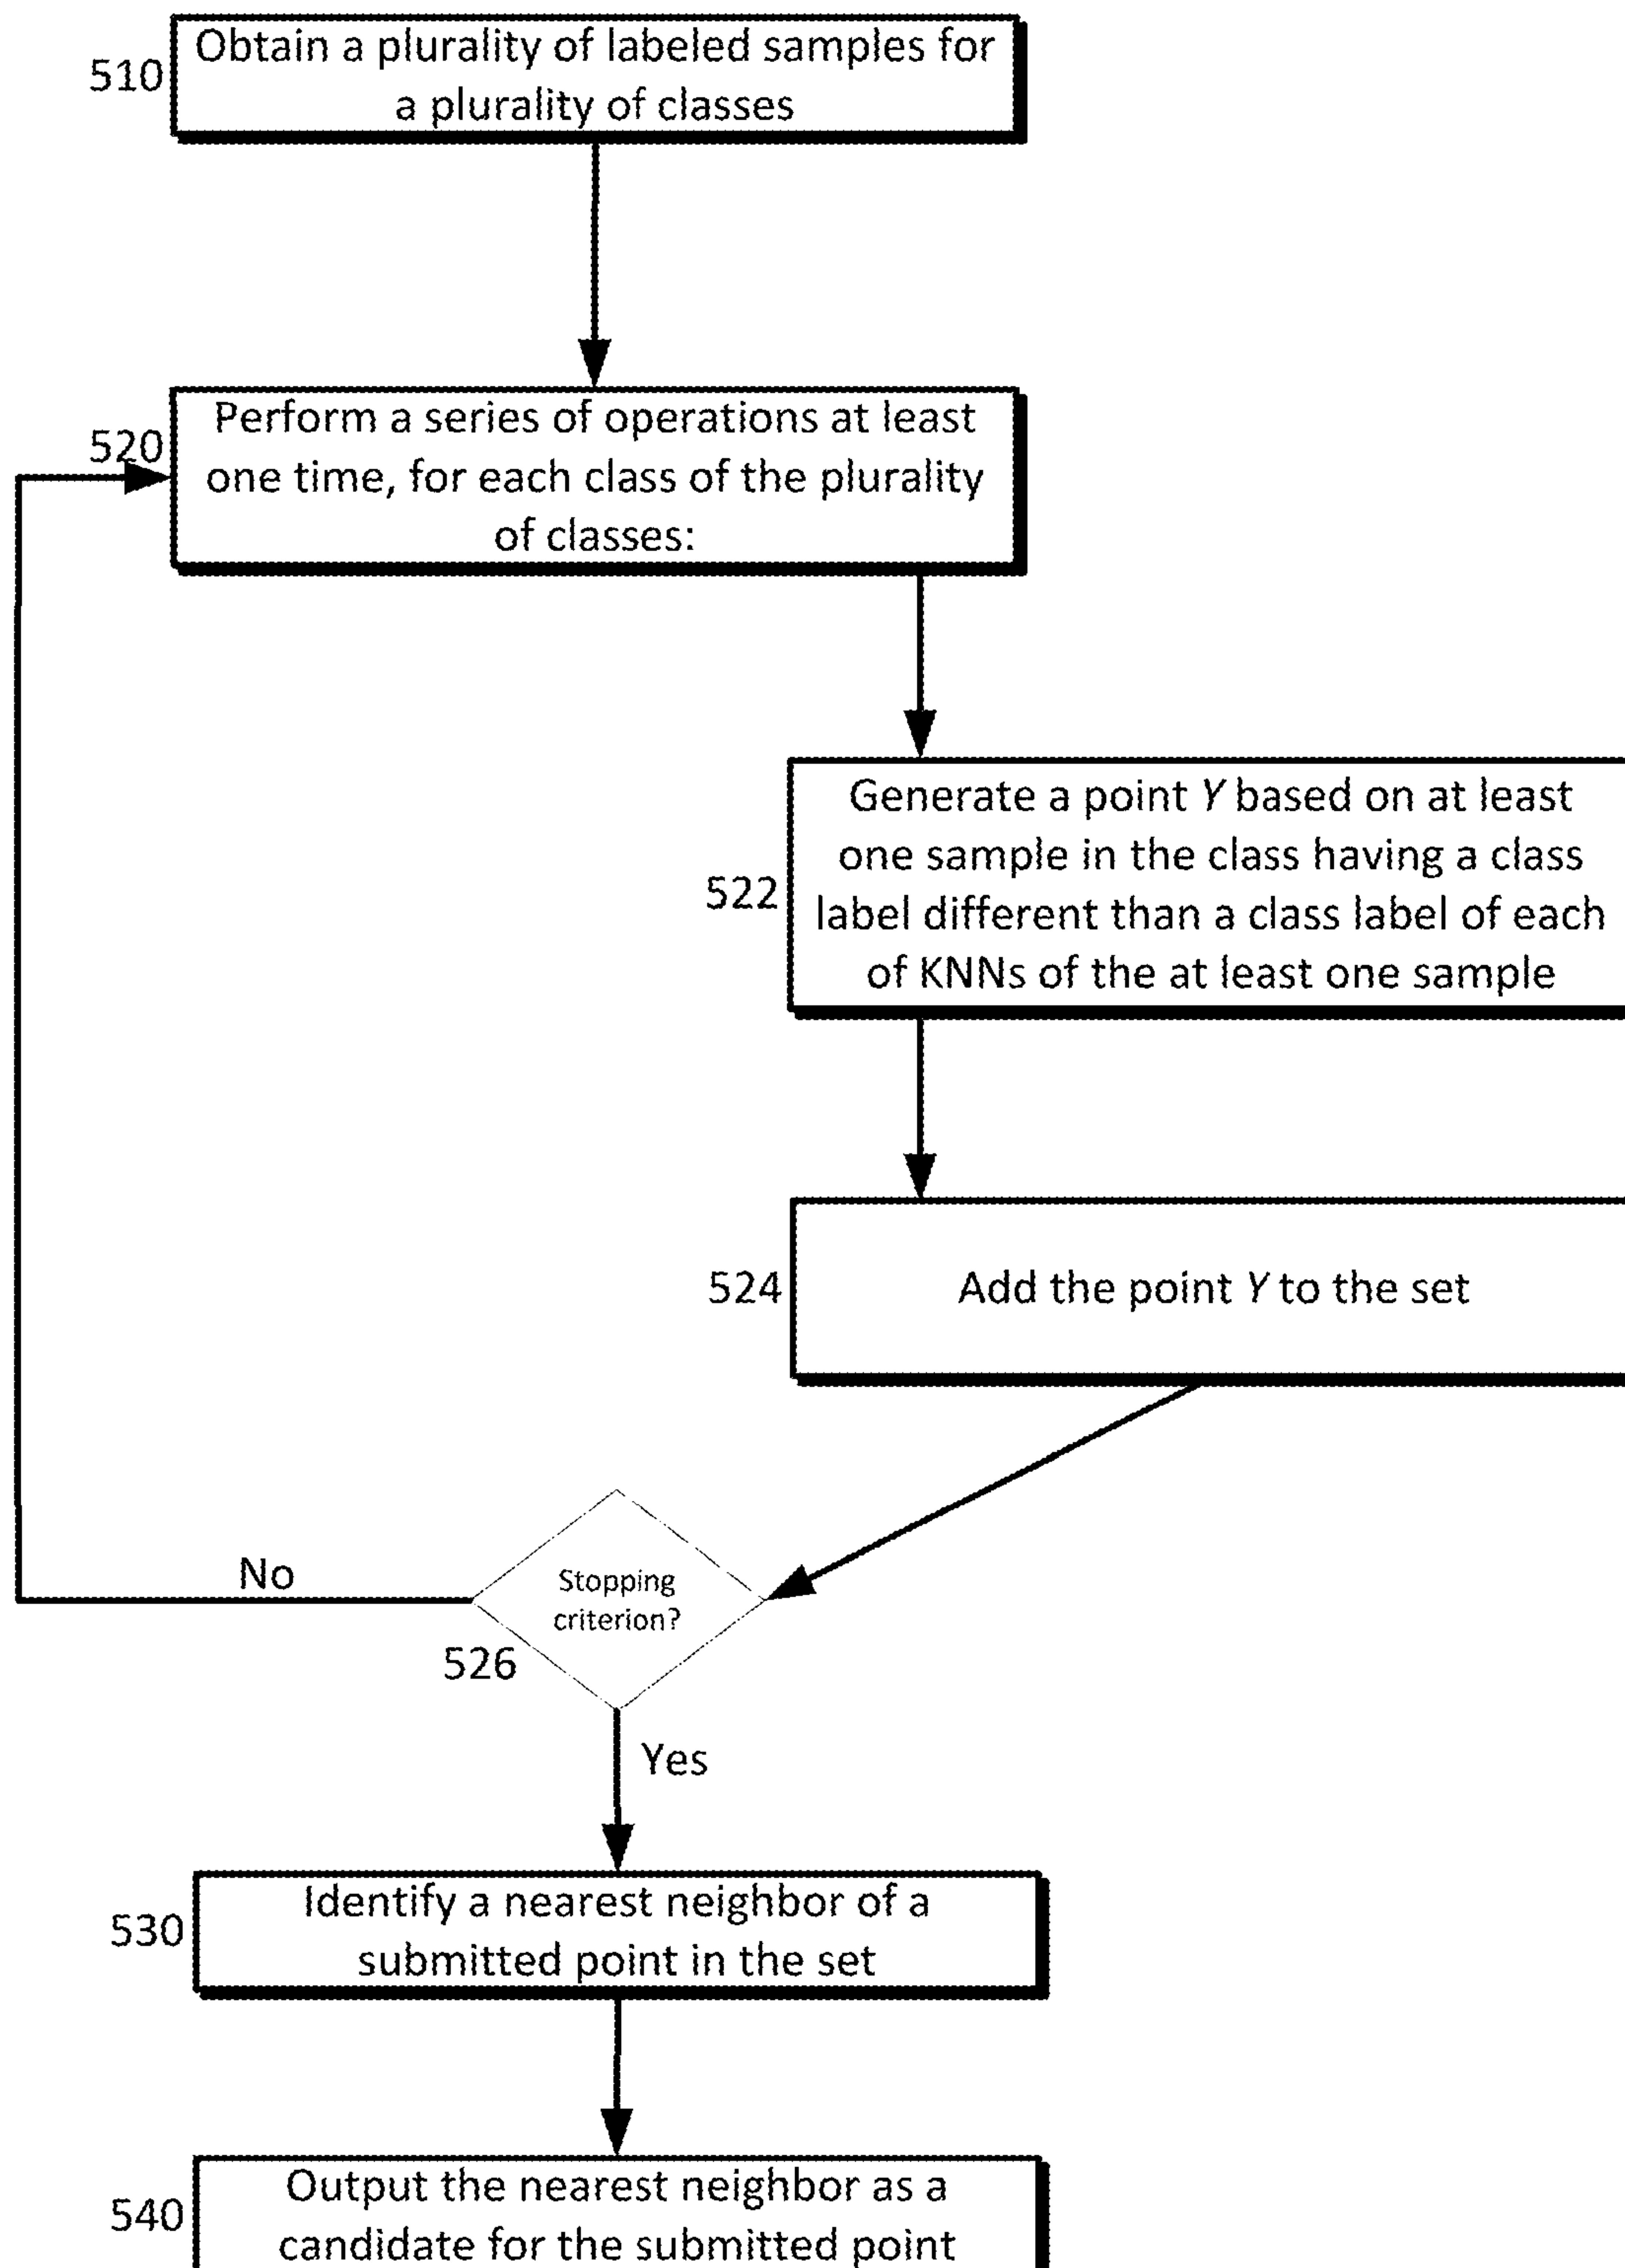 510
Obtain a plurality of labeled samples for
a plurality of classes
520
Perform a series of operations at least
one time, for each class of the plurality
of classes:
522
Generate a point Y based on at least
one sample in the class having a class
label different than a class label of each
of KNNs of the at least one sample
524
Add the point Y to the set
No
Stopping
criterion?
526
Yes
530
Identify a nearest neighbor of a
submitted point in the set
540
Output the nearest neighbor as a
candidate for the submitted point